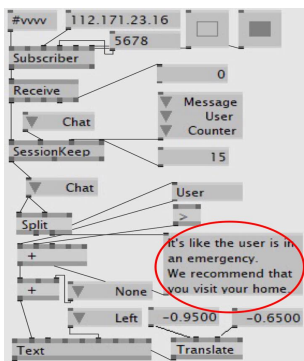 #vvvv 112.171.23.16
5678
Subscriber
Receive
0
Message
User
Counter
Chat
SessionKeep
15
Chat
User
Split
>
+
It's like the user is in
an emergency.
We recommend that
you visit your home.
+
None
Left -0.9500 -0.6500
Text Translate